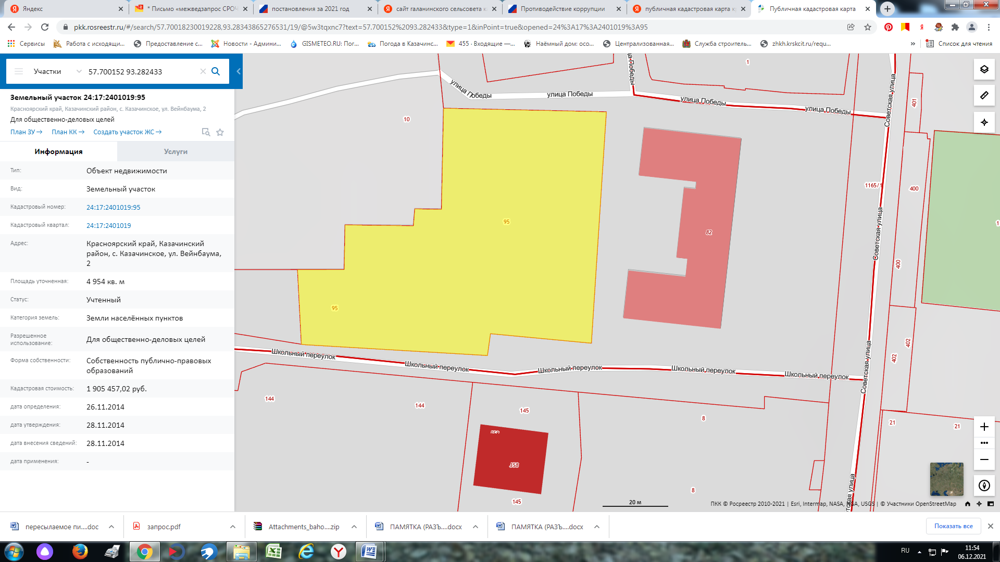 Яндекс
* Письмо «межведзапрос СРОЧ
постановления за 2021 год
сайт галанинского сельсовета к
Противодействие коррупции
публичная кадастровая карта к
Публичная кадастровая карта
pkk.rosreestr.ru/#/search/57.70018230019228,93.28343865276531/19/@5w3tqxnc7?text=57.700152%2093.282433&type=1&inPoint=true&opened=24%3A17%3A2401019%3A95
Сервисы
Работа с исходящи...
Предоставление с...
Новости - Админи...
GISMETEO.RU: Пог...
Погода в Казачинс...
455 · Входящие —...
Наёмный дом: осо...
Централизованная...
Служба строитель...
zhkh.krskcit.ru/requ...
»
Список для чтения
Участки
57.700152 93.282433
Земельный участок 24:17:2401019:95
Красноярский край, Казачинский район, с. Казачинское, ул. Вейнбаума, 2
Для общественно-деловых целей
План ЗУ→
План КК→
Создать участок ЖС→
Информация
Услуги
Тип:
Объект недвижимости
Вид:
Земельный участок
Кадастровый номер:
24:17:2401019:95
Кадастровый квартал:
24:17:2401019
Адрес:
Красноярский край, Казачинский
район, с. Казачинское, ул. Вейнбаума,
2
Площадь уточненная:
4 954 кв. м
Статус:
Учтенный
Категория земель:
Земли населённых пунктов
Разрешенное
использование:
Для общественно-деловых целей
Форма собственности:
Собственность публично-правовых
образований
Кадастровая стоимость:
1 905 457,02 руб.
дата определения:
26.11.2014
дата утверждения:
28.11.2014
дата внесения сведений:
28.11.2014
дата применения:
-
1
улица Победы
улица Победы
улица Победы
улица Победы
Советская улица
401
10
1165/1
400
95
82
Советская улица
400
95
402
402
Советская улица
Школьный переулок
Школьный переулок
Школьный переулок
Школьный переулок
Школьный переулок
144
144
145
8
21
21
358
145
8
20 м
ПКК © Росреестр 2010-2021 | Esri, Intermap, NASA, NGA, USGS | © Участники OpenStreetMap
пересылаемое пи....doc
запрос.pdf
Attachments_baho....zip
ПАМЯТКА (РАЗЪ....docx
ПАМЯТКА (РАЗЪ....docx
Показать все
RU
11:54
06.12.2021